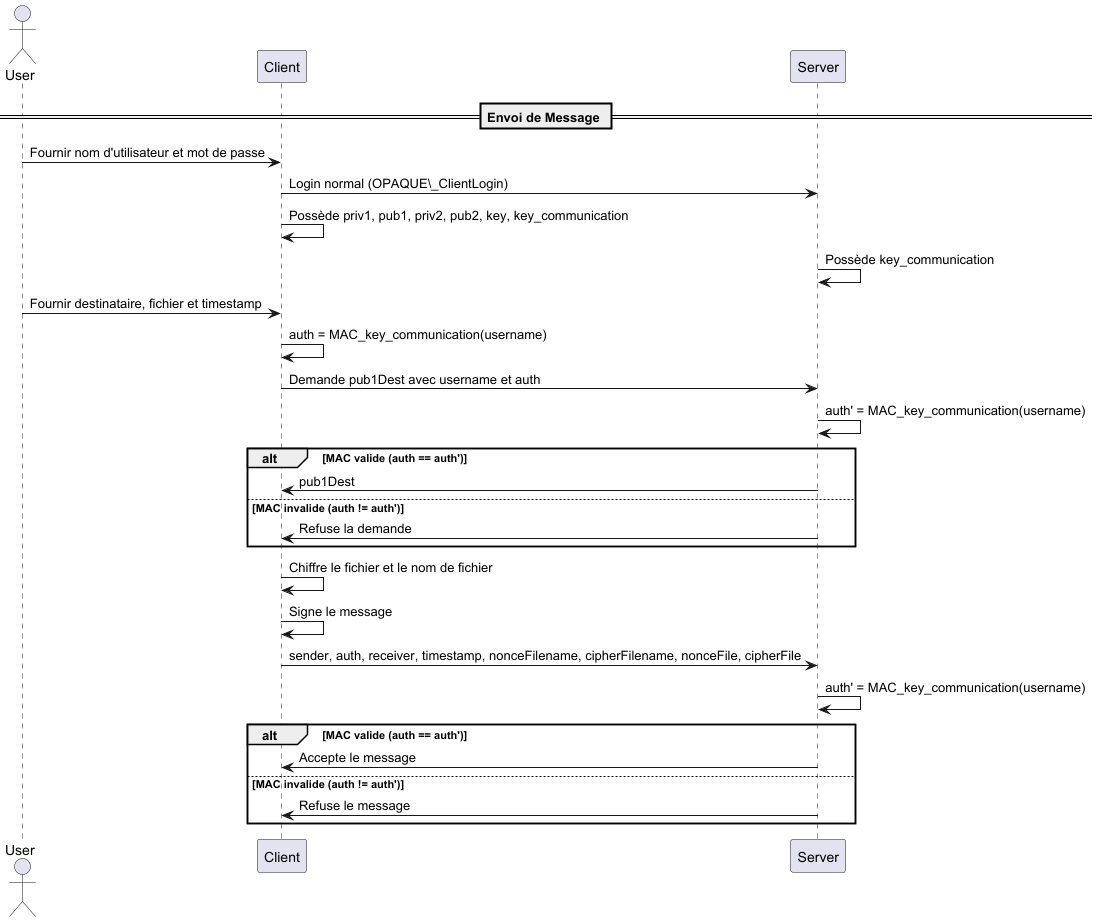 User
Client
Server
Envoi de Message
Fournir nom d'utilisateur et mot de passe
Login normal (OPAQUE\_ClientLogin)
Possède priv1, pub1, priv2, pub2, key, key_communication
Possède key_communication
Fournir destinataire, fichier et timestamp
auth = MAC_key_communication(username)
Demande pub1Dest avec username et auth
auth' = MAC_key_communication(username)
alt [MAC valide (auth == auth')]
pub1Dest
[MAC invalide (auth != auth')]
Refuse la demande
Chiffre le fichier et le nom de fichier
Signe le message
sender, auth, receiver, timestamp, nonceFilename, cipherFilename, nonceFile, cipherFile
auth' = MAC_key_communication(username)
alt [MAC valide (auth == auth')]
Accepte le message
[MAC invalide (auth != auth')]
Refuse le message
User
Client
Server